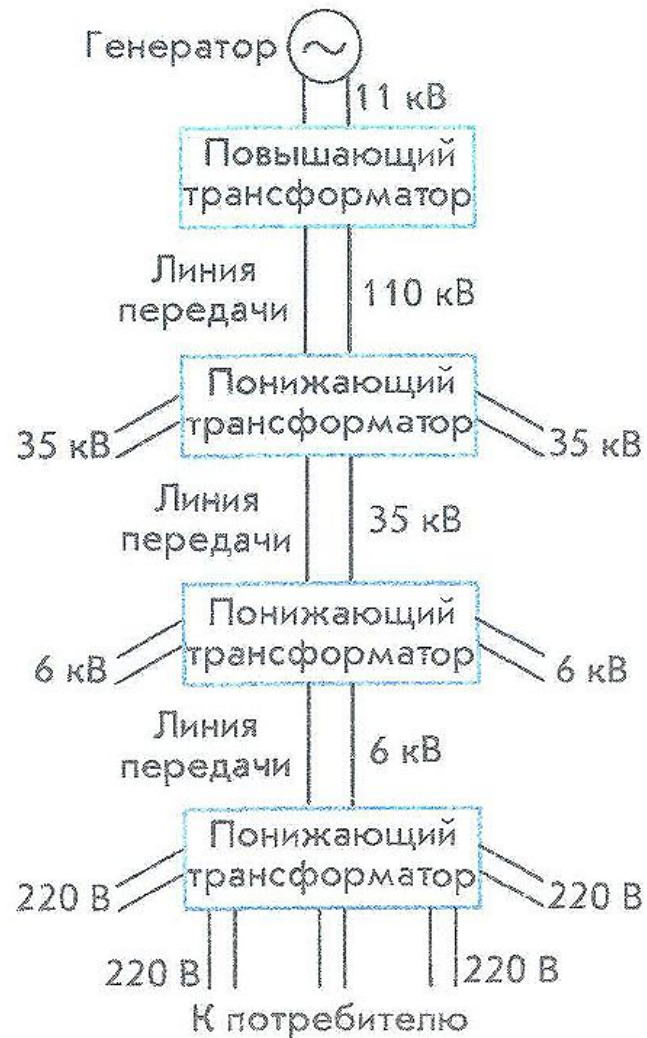 Генератор
~
11 кВ
Повышающий
трансформатор
Линия
передачи
110 кВ
Понижающий
трансформатор
35 кВ
35 кВ
Линия
передачи
35 кВ
Понижающий
трансформатор
6 кВ
6 кВ
Линия
передачи
6 кВ
Понижающий
трансформатор
220 В
220 В
220 В
220 В
К потребителю